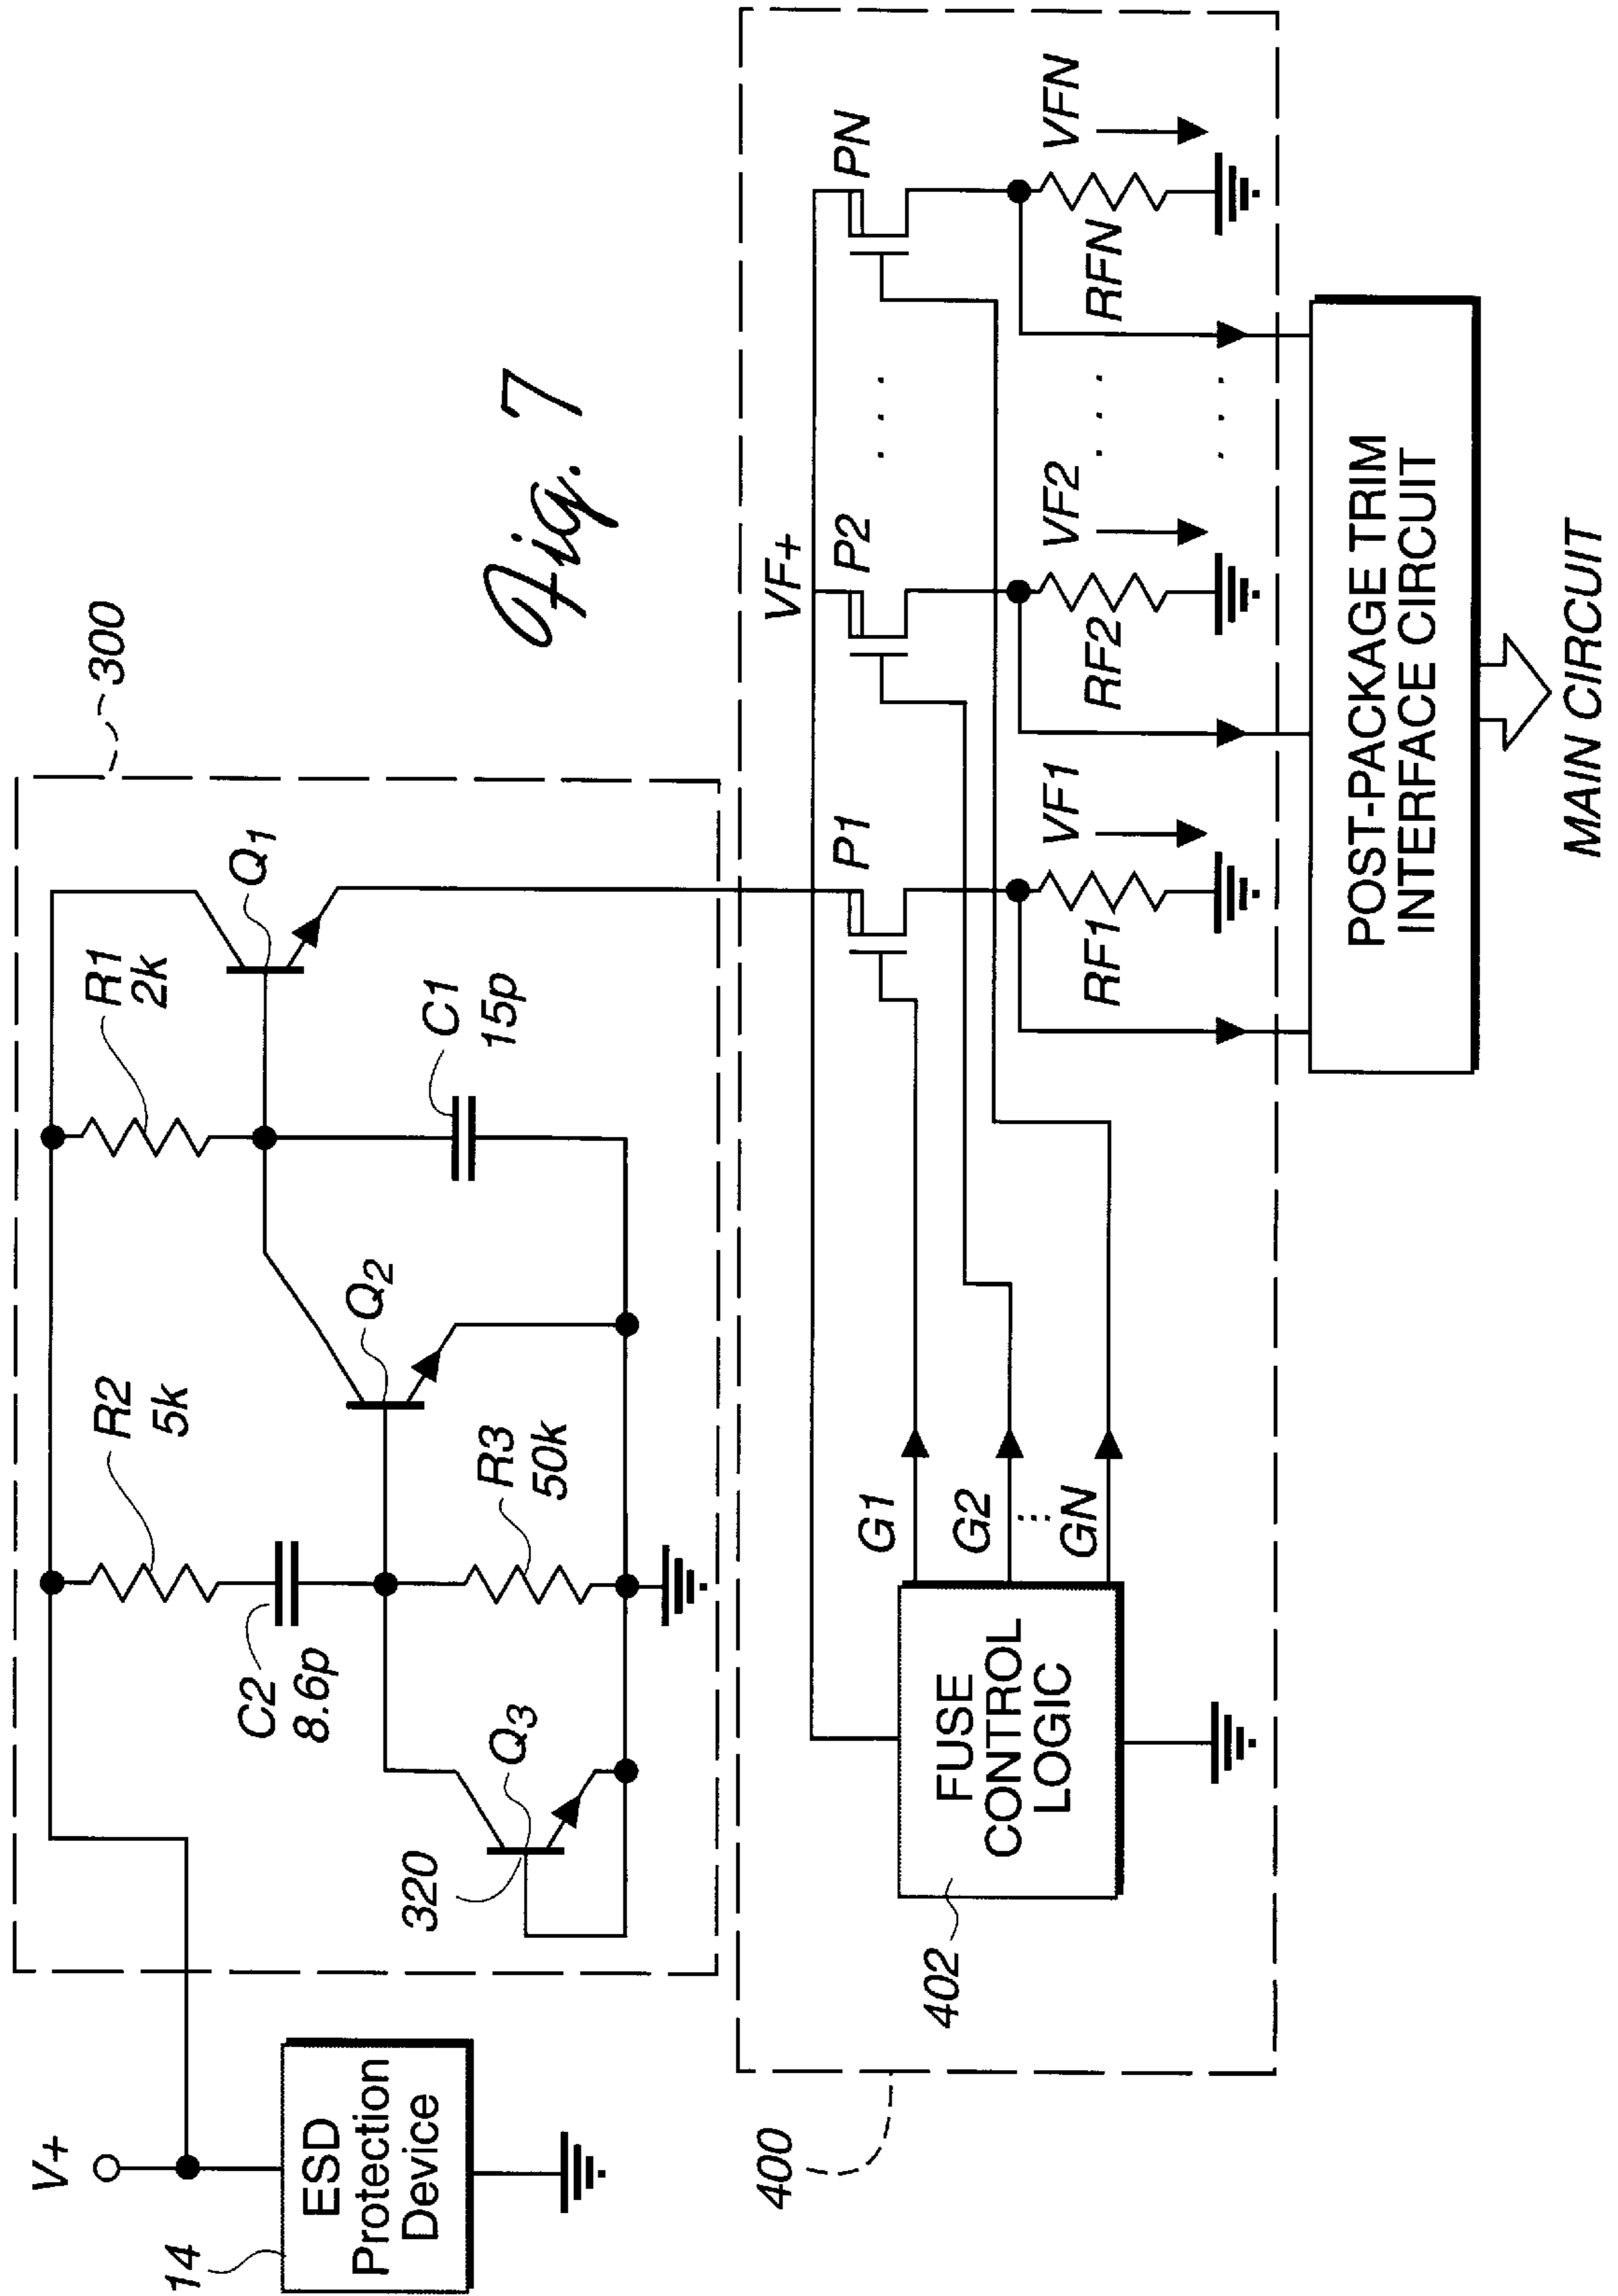 V+
14
ESD
Protection
Device
300
R2
5k
C2
8.6p
Q3
320
R3
50k
Q2
R1
2k
C1
15p
Q1
Fig. 7
400
402
FUSE
CONTROL
LOGIC
G1
G2
GN
VF+
P1
P2
PN
RF1
VF1
RF2
VF2
RFN
VFN
POST-PACKAGE TRIM
INTERFACE CIRCUIT
MAIN CIRCUIT